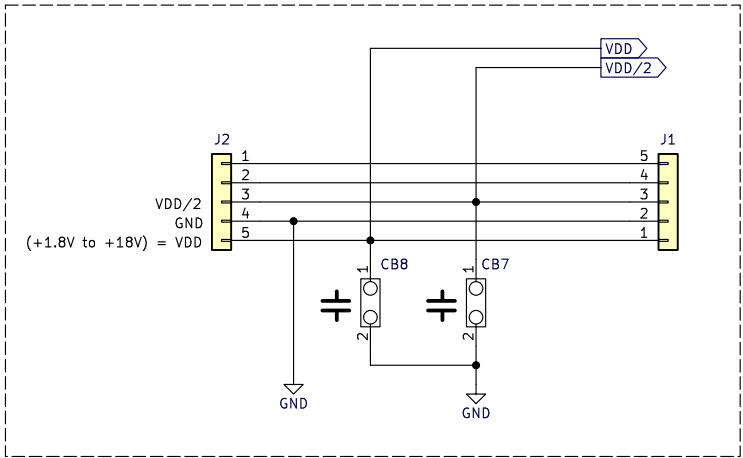 VDD
VDD/2
J2
J1
1
5
2
4
VDD/2
3
3
GND
4
2
(+1.8V to +18V) = VDD
5
1
1
CB8
1
CB7
2
2
GND
GND